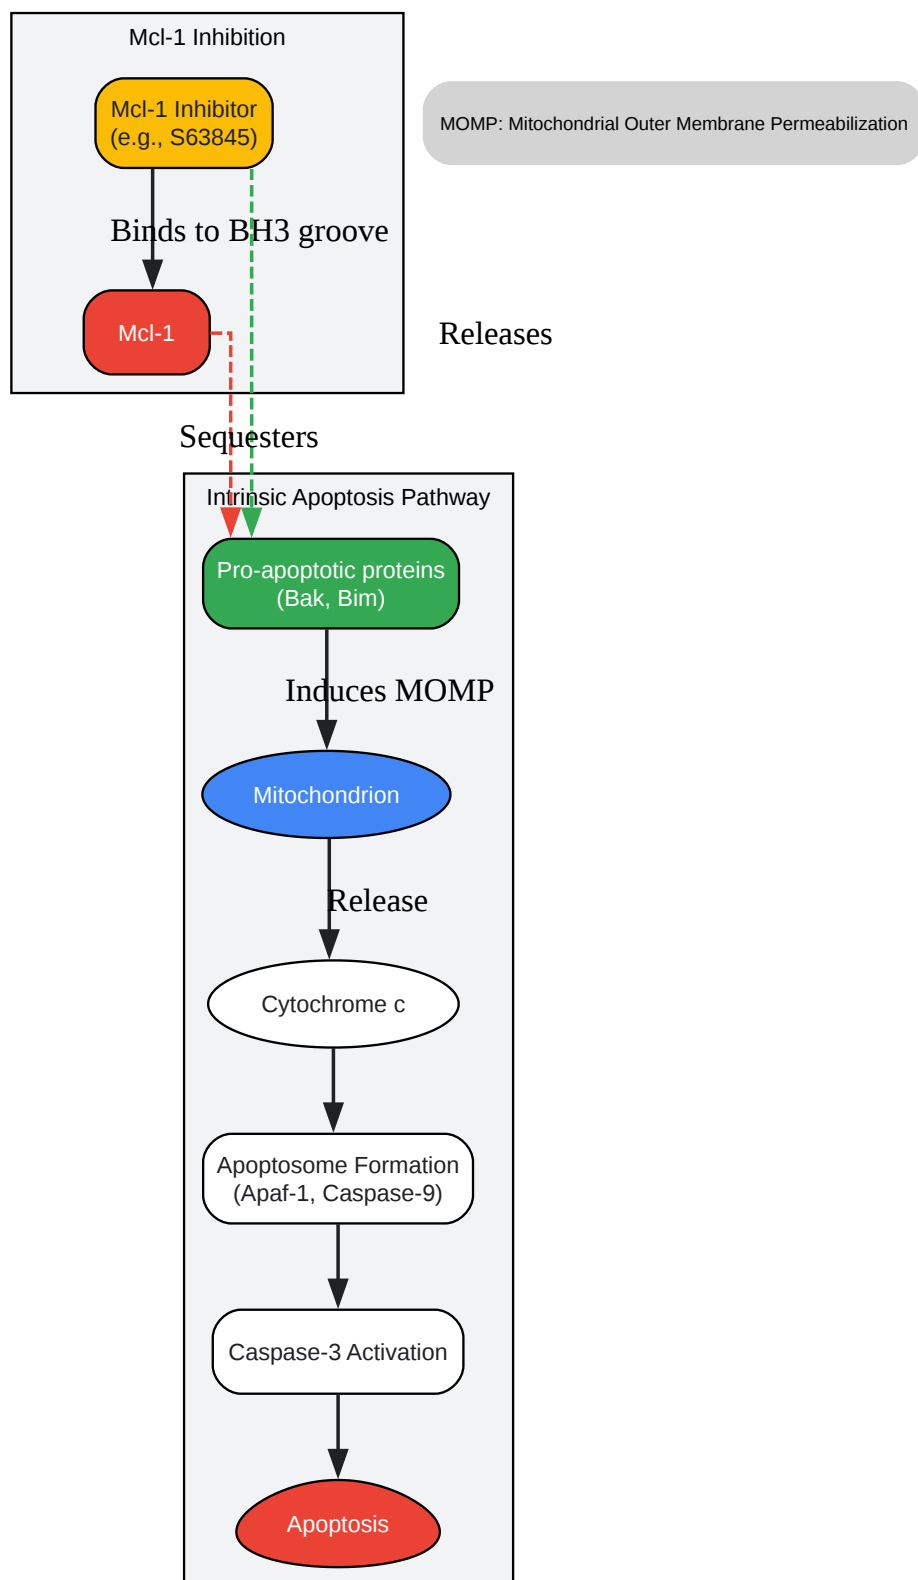 Mcl-1 Inhibition
Mcl-1 Inhibitor
(e.g., S63845)
MOMP: Mitochondrial Outer Membrane Permeabilization
Binds to BH3 groove
Mcl-1
Releases
Sequesters
Intrinsic Apoptosis Pathway
Pro-apoptotic proteins
(Bak, Bim)
Induces MOMP
Mitochondrion
Release
Cytochrome c
Apoptosome Formation
(Apaf-1, Caspase-9)
Caspase-3 Activation
Apoptosis